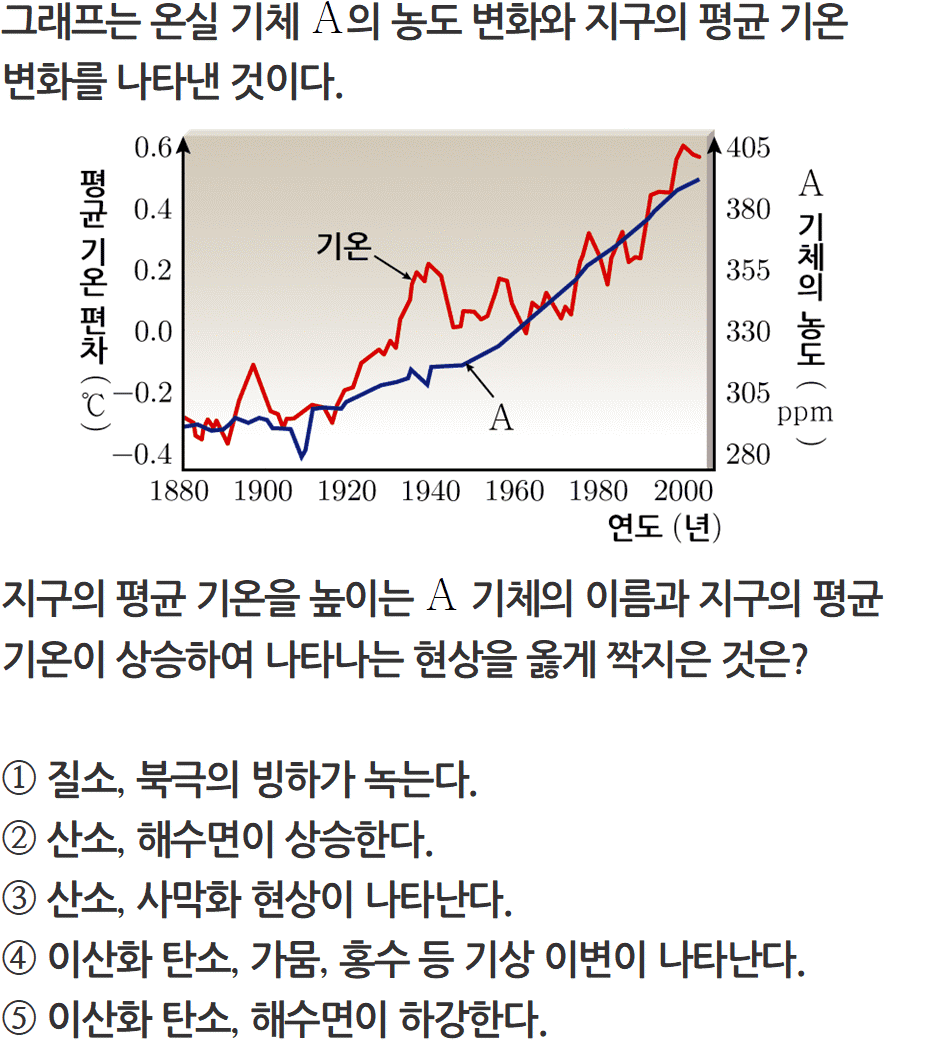 그래프는 온실 기체 A의 농도 변화와 지구의 평균 기온
변화를 나타낸 것이다.
평균 기온 편차 (℃)
0.6
0.4
0.2
0.0
−0.2
−0.4
기온
A
405
380
355
330
305
280
A 기체의 농도 (ppm)
1880 1900 1920 1940 1960 1980 2000
연도 (년)
지구의 평균 기온을 높이는 A 기체의 이름과 지구의 평균
기온이 상승하여 나타나는 현상을 옳게 짝지은 것은?
① 질소, 북극의 빙하가 녹는다.
② 산소, 해수면이 상승한다.
③ 산소, 사막화 현상이 나타난다.
④ 이산화 탄소, 가뭄, 홍수 등 기상 이변이 나타난다.
⑤ 이산화 탄소, 해수면이 하강한다.